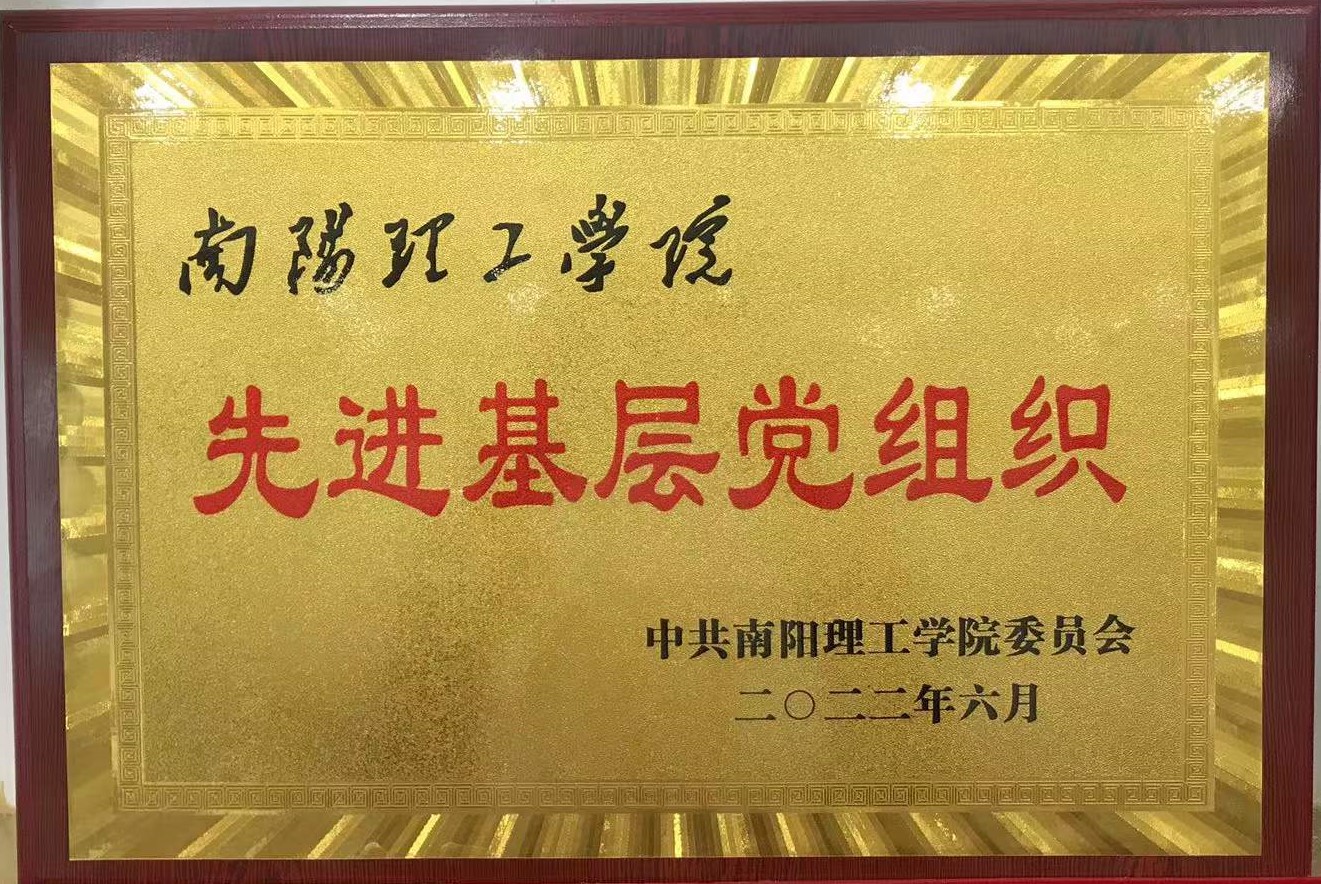 南陽理工學院
先进基层党组织
中共南阳理工学院委员会
二〇二二年六月